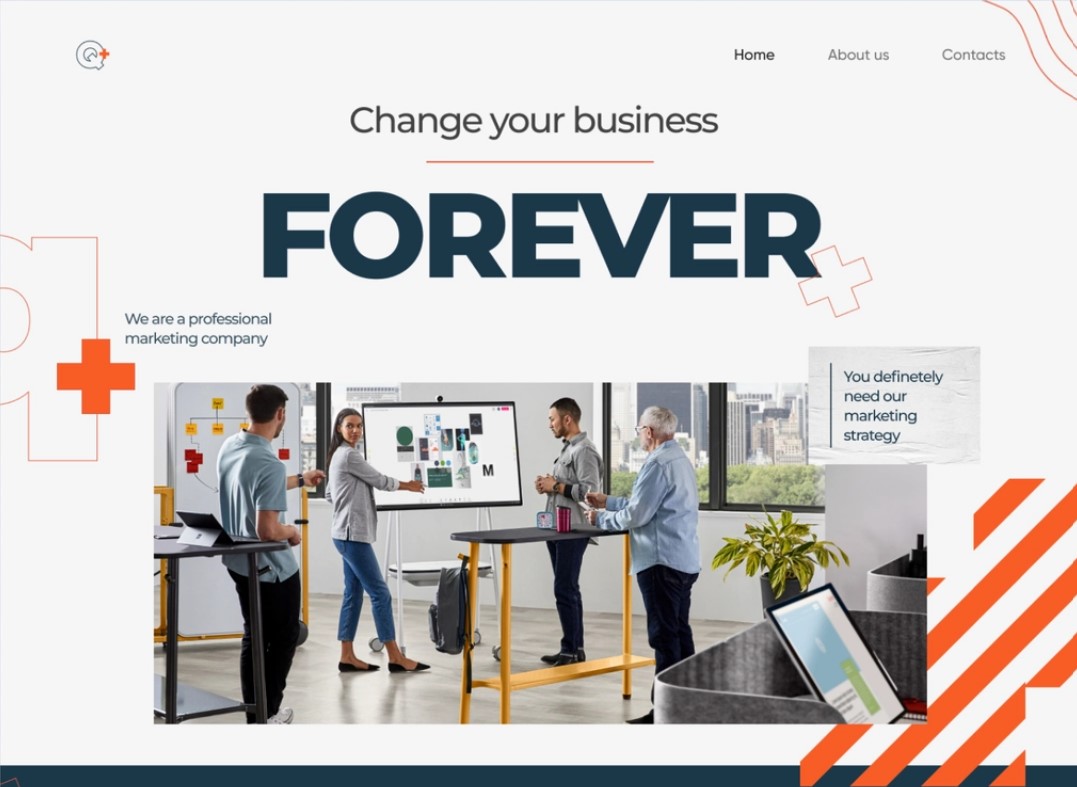 Home
About us
Contacts
Change your business
FOREVER
We are a professional
marketing company
You definetely
need our
marketing
strategy
M